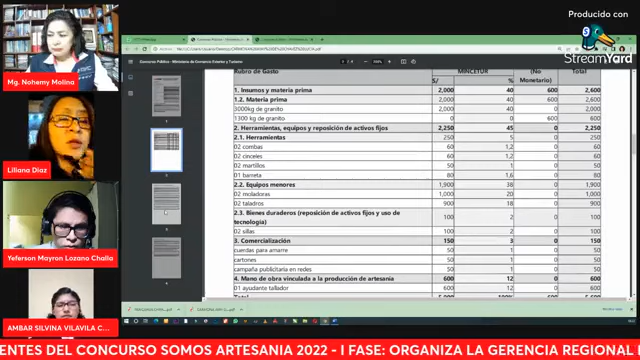 Producido con
StreamYard
Mg. Nohemy Molina
Liliana Diaz
Yeferson Mayron Lozano Challa
AMBAR SILVINA VILAVILA C...
Rubro de Gasto MINCETUR (No Monetario) Total
S/ %
1. Insumos y materia prima 2,000 40 600 2,600
1.2. Materia prima 2,000 40 600 2,600
3000kg de granito 2,000 40 0 2,000
1300 kg de granito 0 0 600 600
2. Herramientas, equipos y reposición de activos fijos 2,250 45 0 2,250
2.1. Herramientas 250 5 0 250
02 combas 60 1,2 0 60
02 cinceles 60 1,2 0 60
02 martillos 50 1 0 50
01 barreta 80 1,6 0 80
2.2. Equipos menores 1,900 38 0 1,900
02 moladoras 1,000 20 0 1,000
02 taladros 900 18 0 900
2.3. Bienes duraderos (reposición de activos fijos y uso de tecnología) 100 2 0 100
02 sillas 100 2 0 100
3. Comercialización 150 3 0 150
cuerdas para amarre 50 1 0 50
cartones 50 1 0 50
campaña publicitaria en redes 50 1 0 50
4. Mano de obra vinculada a la producción de artesanía 600 12 0 600
01 ayudante tallador 600 12 0 600
ENTES DEL CONCURSO SOMOS ARTESANIA 2022 - I FASE: ORGANIZA LA GERENCIA REGIONAL